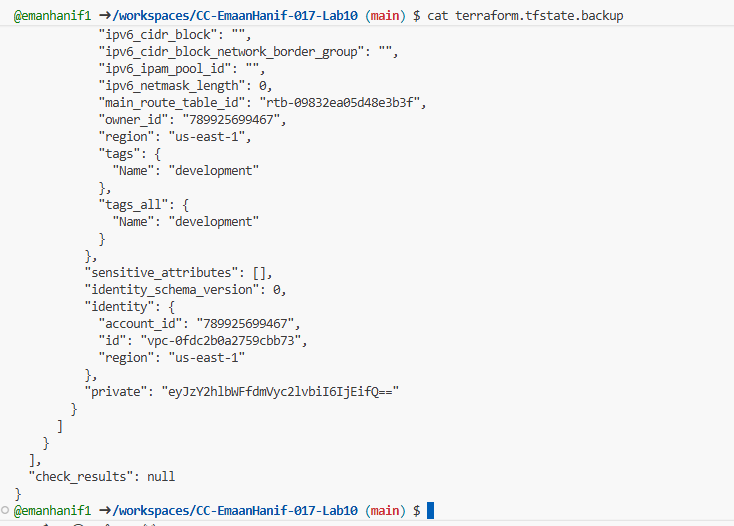 @emanhanif1 ➜/workspaces/CC-EmaanHanif-017-Lab10 (main) $ cat terraform.tfstate.backup
            "ipv6_cidr_block": "",
            "ipv6_cidr_block_network_border_group": "",
            "ipv6_ipam_pool_id": "",
            "ipv6_netmask_length": 0,
            "main_route_table_id": "rtb-09832ea05d48e3b3f",
            "owner_id": "789925699467",
            "region": "us-east-1",
            "tags": {
              "Name": "development"
            },
            "tags_all": {
              "Name": "development"
            }
          },
          "sensitive_attributes": [],
          "identity_schema_version": 0,
          "identity": {
            "account_id": "789925699467",
            "id": "vpc-0fdc2b0a2759cbb73",
            "region": "us-east-1"
          },
          "private": "eyJzY2hlbWFfdmVyc2lvbiI6IjEifQ=="
        }
      ]
    }
  ],
  "check_results": null
}
@emanhanif1 ➜/workspaces/CC-EmaanHanif-017-Lab10 (main) $